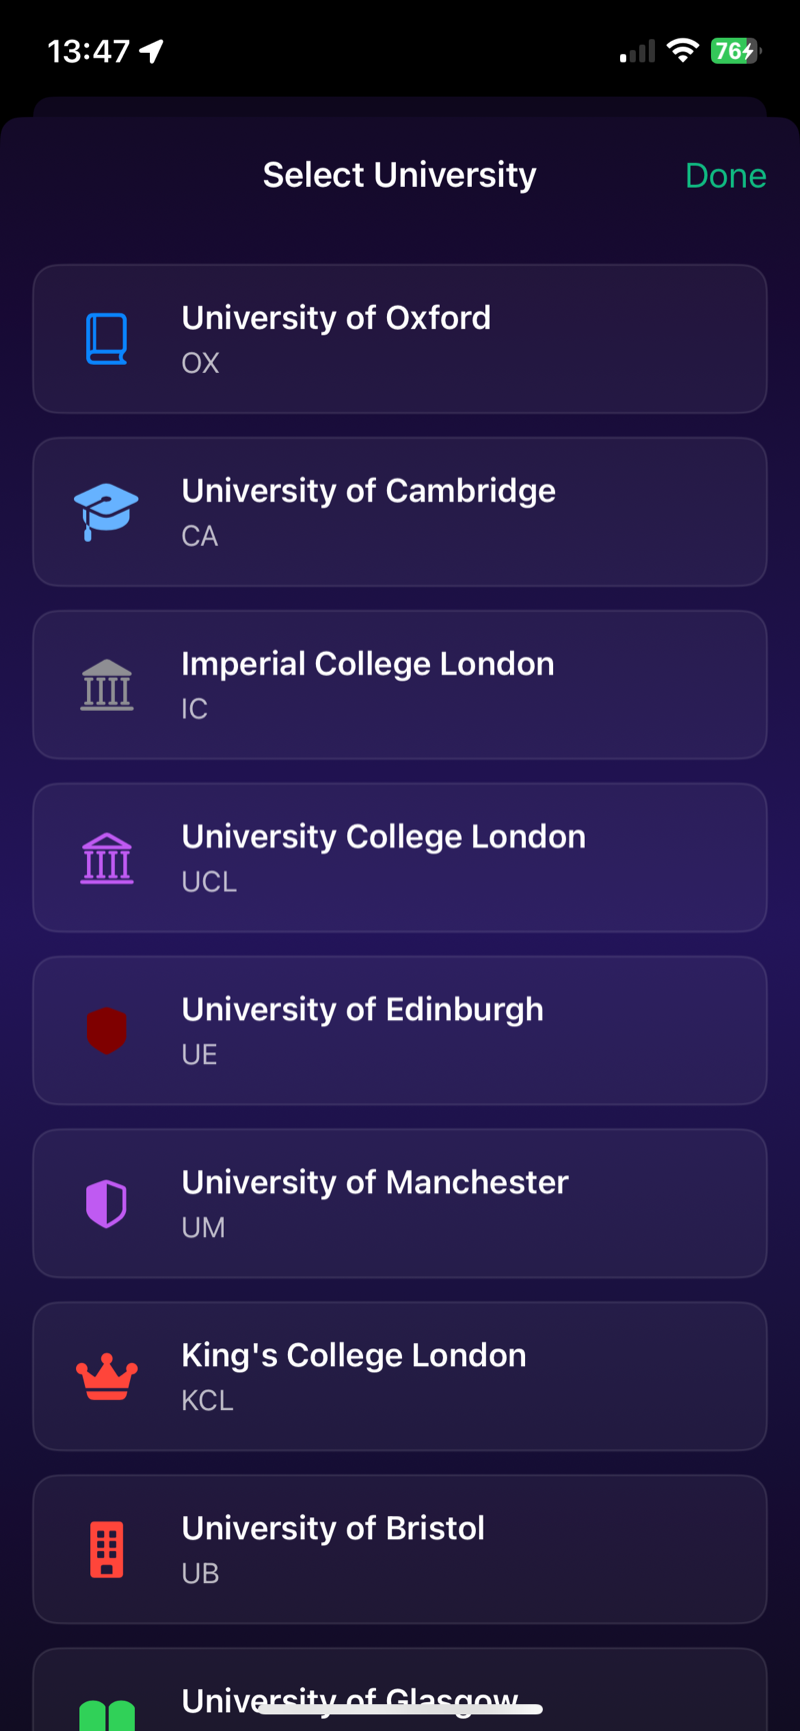 13:47
76
Select University
Done
University of Oxford
OX
University of Cambridge
CA
Imperial College London
IC
University College London
UCL
University of Edinburgh
UE
University of Manchester
UM
King's College London
KCL
University of Bristol
UB
University of Glasgow